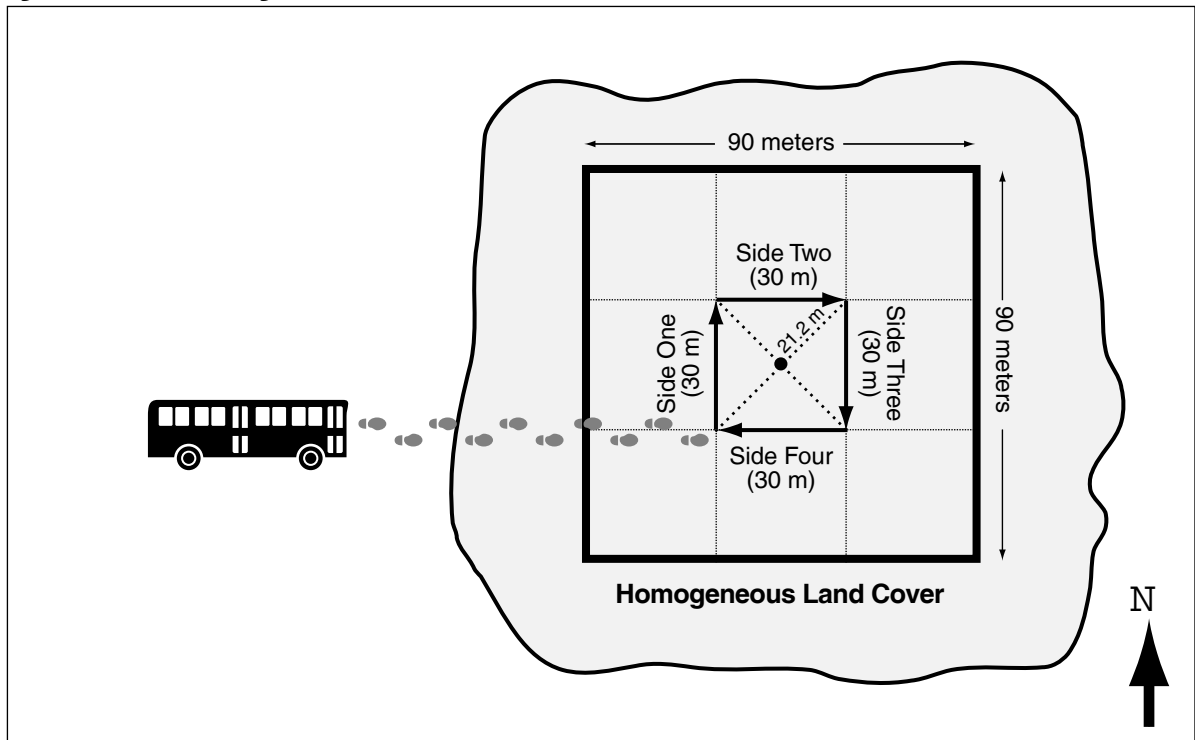 90 meters
Side Two
(30 m)
21.2 m
Side One
(30 m)
Side Three
(30 m)
90 meters
Side Four
(30 m)
Homogeneous Land Cover
N